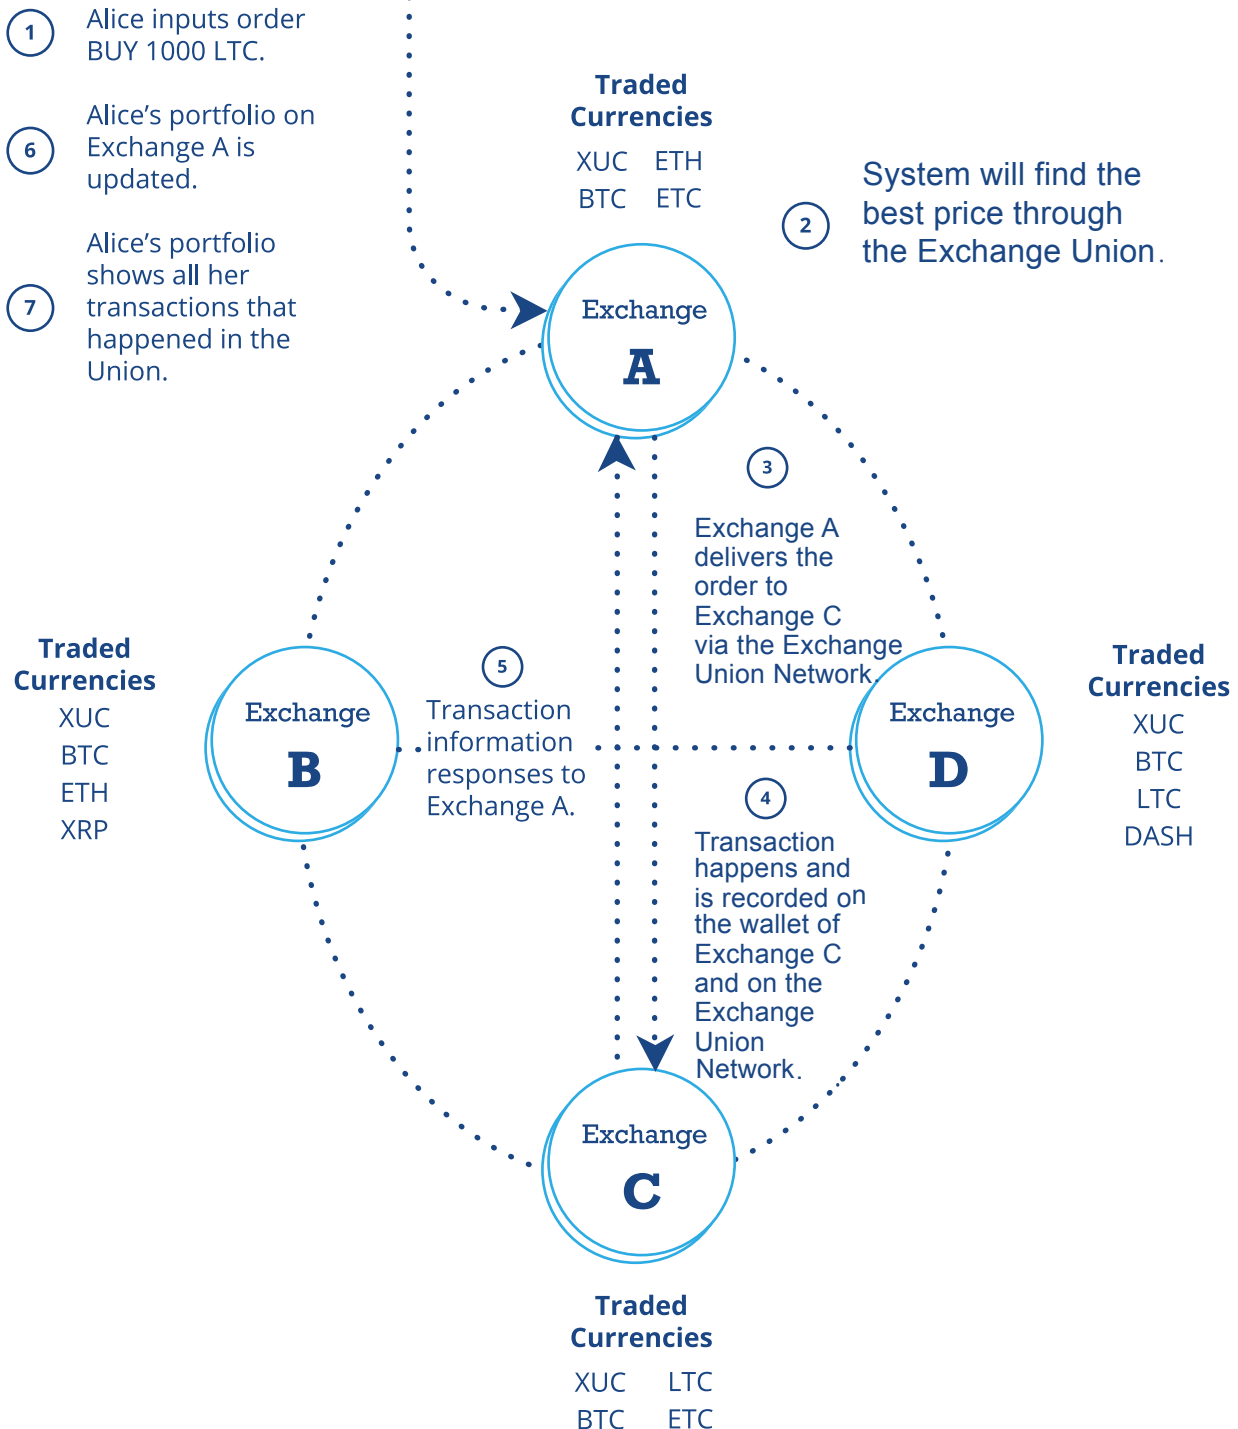 1
Alice inputs order
BUY 1000 LTC.
6
Alice’s portfolio on
Exchange A is
updated.
7
Alice’s portfolio
shows all her
transactions that
happened in the
Union.
Traded
Currencies
XUC ETH
BTC ETC
2
System will find the
best price through
the Exchange Union.
Exchange
A
3
Exchange A
delivers the
order to
Exchange C
via the Exchange
Union Network.
Traded
Currencies
XUC
BTC
ETH
XRP
Exchange
B
5
Transaction
information
responses to
Exchange A.
Exchange
D
Traded
Currencies
XUC
BTC
LTC
DASH
4
Transaction
happens and
is recorded on
the wallet of
Exchange C
and on the
Exchange
Union
Network.
Exchange
C
Traded
Currencies
XUC LTC
BTC ETC